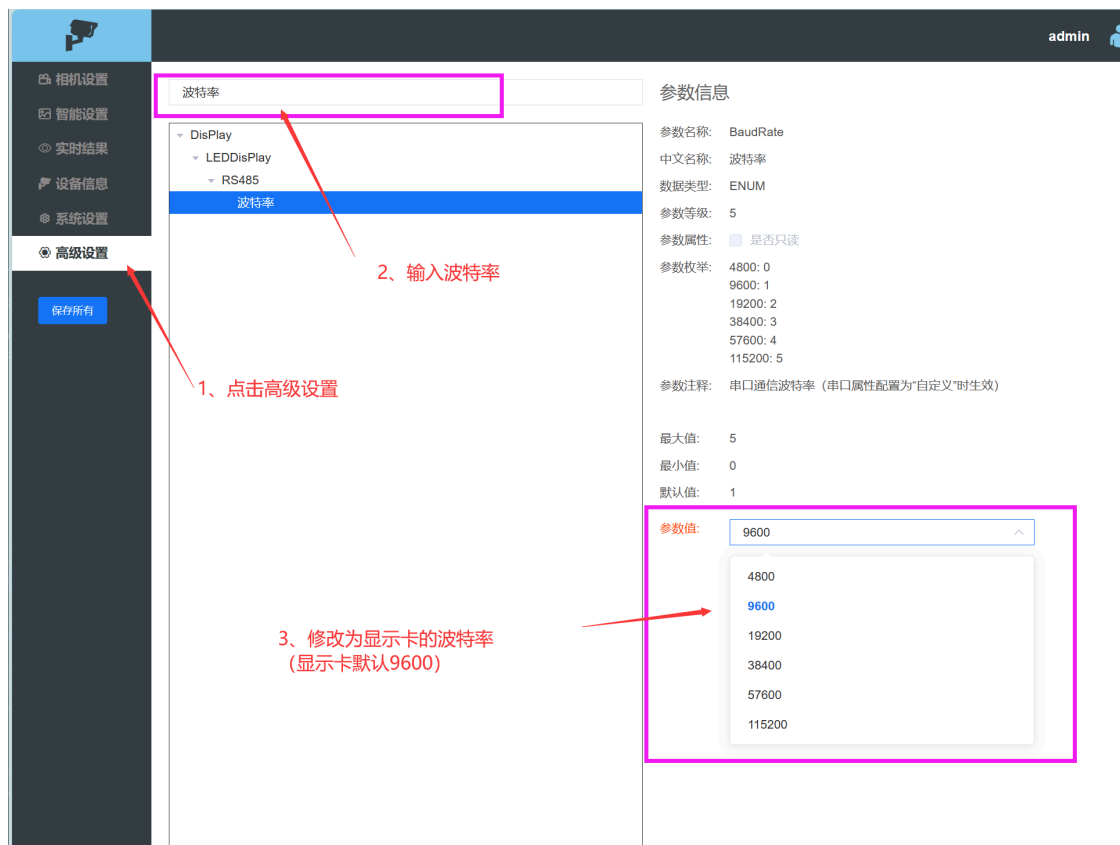 admin
相机设置
智能设置
实时结果
设备信息
系统设置
高级设置
保存所有
波特率
DisPlay
LEDDisPlay
RS485
波特率
2、输入波特率
1、点击高级设置
3、修改为显示卡的波特率
（显示卡默认9600）
参数信息
参数名称: BaudRate
中文名称: 波特率
数据类型: ENUM
参数等级: 5
参数属性: 是否只读
参数枚举: 4800: 0
9600: 1
19200: 2
38400: 3
57600: 4
115200: 5
参数注释: 串口通信波特率（串口属性配置为“自定义”时生效）
最大值: 5
最小值: 0
默认值: 1
参数值: 9600
4800
9600
19200
38400
57600
115200